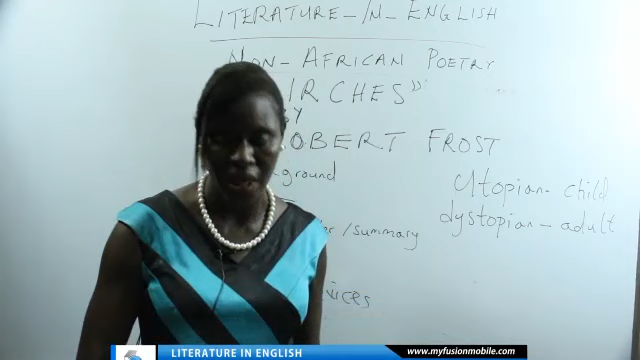 LITERATURE-IN-ENGLISH
NON-AFRICAN POETRY
IRCHES"
BY
OBERT FROST
ground
Utopian - child
dystopian - adult
/summary
LITERATURE IN ENGLISH
www.myfusionmobile.com